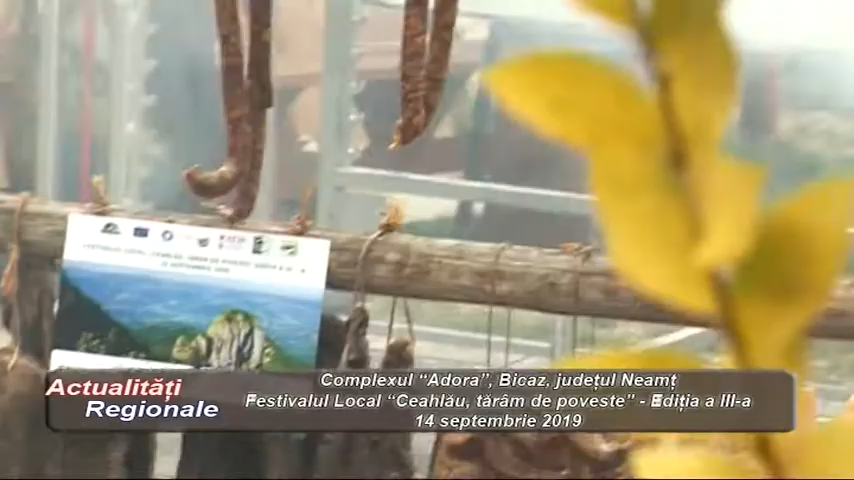 Complexul “Adora”, Bicaz, județul Neamț
Actualități
Regionale
Festivalul Local “Ceahlău, tărâm de poveste” - Ediția a III-a
14 septembrie 2019